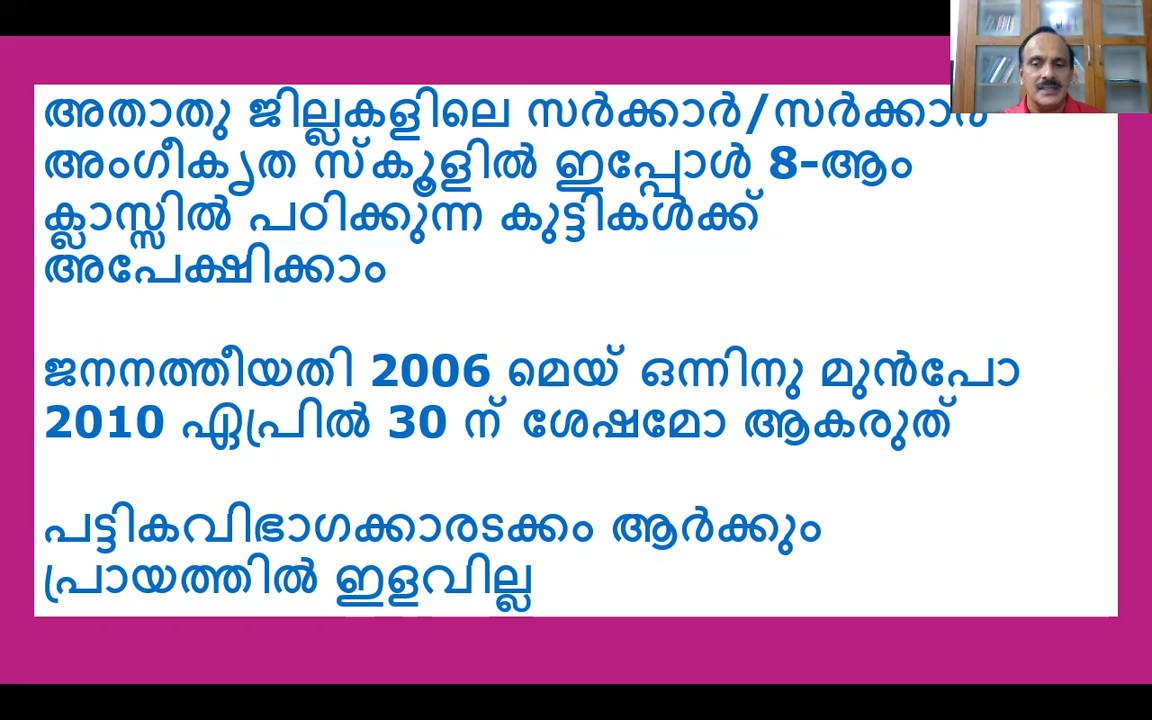 അതാതു ജില്ലകളിലെ സർക്കാർ/സർക്കാർ
അംഗീകൃത സ്കൂളിൽ ഇപ്പോൾ 8-ആം
ക്ലാസ്സിൽ പഠിക്കുന്ന കുട്ടികൾക്ക്
അപേക്ഷിക്കാം
ജനനത്തീയതി 2006 മെയ് ഒന്നിനു മുൻപോ
2010 ഏപ്രിൽ 30 ന് ശേഷമോ ആകരുത്
പട്ടികവിഭാഗക്കാരടക്കം ആർക്കും
പ്രായത്തിൽ ഇളവില്ല